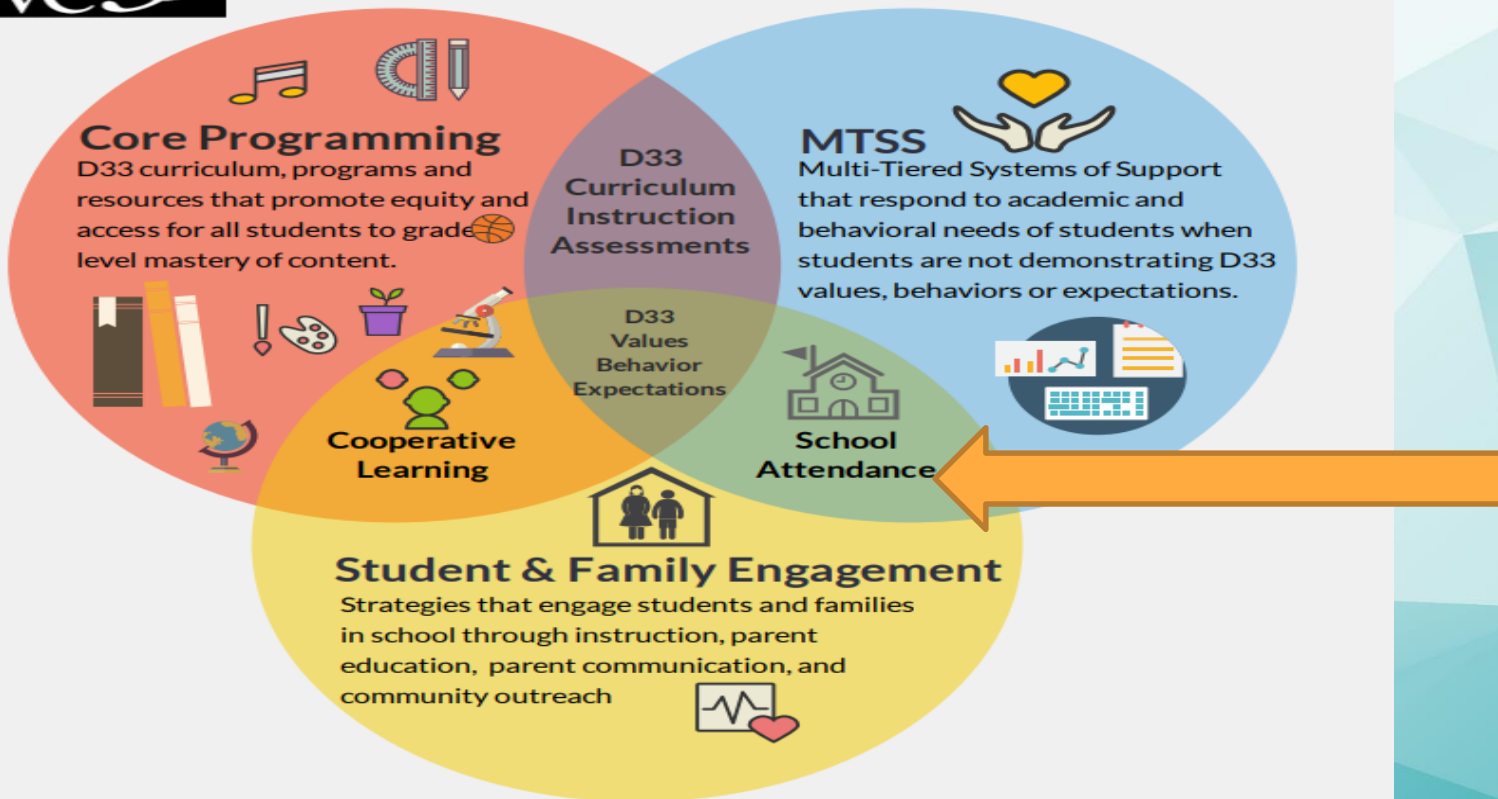 Core Programming
D33 curriculum, programs and
resources that promote equity and
access for all students to grade
level mastery of content.
D33
Curriculum
Instruction
Assessments
MTSS
Multi-Tiered Systems of Support
that respond to academic and
behavioral needs of students when
students are not demonstrating D33
values, behaviors or expectations.
D33
Values
Behavior
Expectations
Cooperative
Learning
School
Attendance
Student & Family Engagement
Strategies that engage students and families
in school through instruction, parent
education, parent communication, and
community outreach